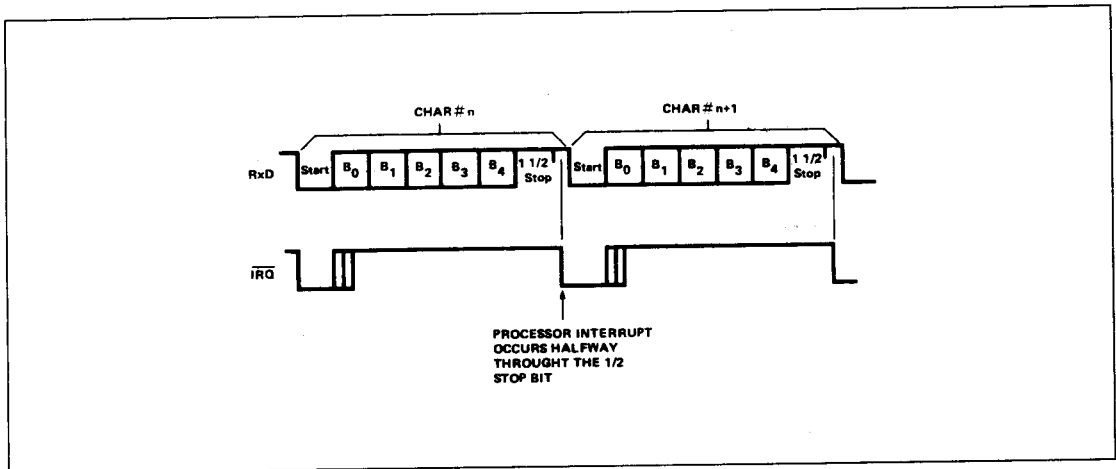 CHAR # n
CHAR # n+1
RxD
Start B0 B1 B2 B3 B4 1 1/2 Stop
Start B0 B1 B2 B3 B4 1 1/2 Stop
IRQ
PROCESSOR INTERRUPT
OCCURS HALFWAY
THROUGHT THE 1/2
STOP BIT